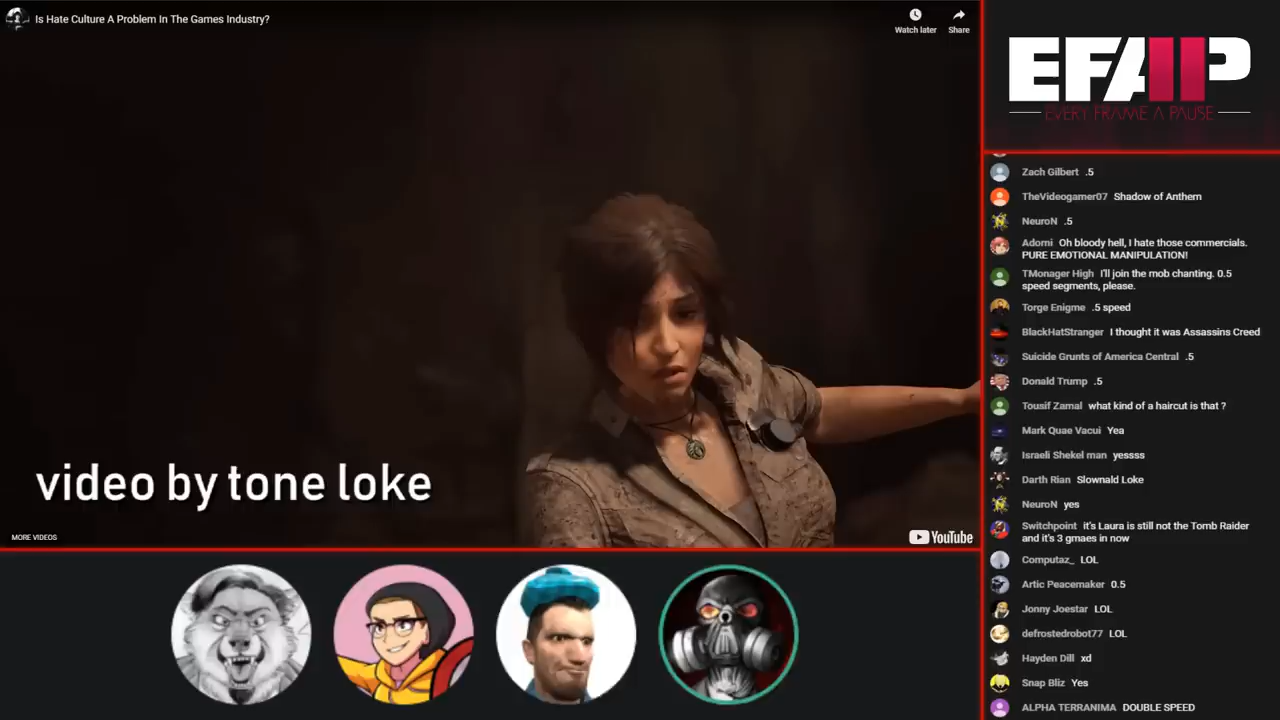 Is Hate Culture A Problem In The Games Industry?
Watch later
Share
EFAP
EVERY FRAME A PAUSE
Zach Gilbert .5
TheVideogamer07 Shadow of Anthem
NeuroN .5
Adorni Oh bloody hell, I hate those commercials.
PURE EMOTIONAL MANIPULATION!
TMonager High I'll join the mob chanting. 0.5
speed segments, please.
Torge Enigme .5 speed
BlackHatStranger I thought it was Assassins Creed
Suicide Grunts of America Central .5
Donald Trump .5
Tousif Zamal what kind of a haircut is that ?
Mark Quae Vacui Yea
Israeli Shekel man yessss
Darth Rian Slownald Loke
NeuroN yes
Switchpoint it's Laura is still not the Tomb Raider
and it's 3 gmaes in now
Computaz_ LOL
Artic Peacemaker 0.5
Jonny Joestar LOL
defrostedrobot77 LOL
Hayden Dill xd
Snap Bliz Yes
ALPHA TERRANIMA DOUBLE SPEED
video by tone loke
MORE VIDEOS
YouTube